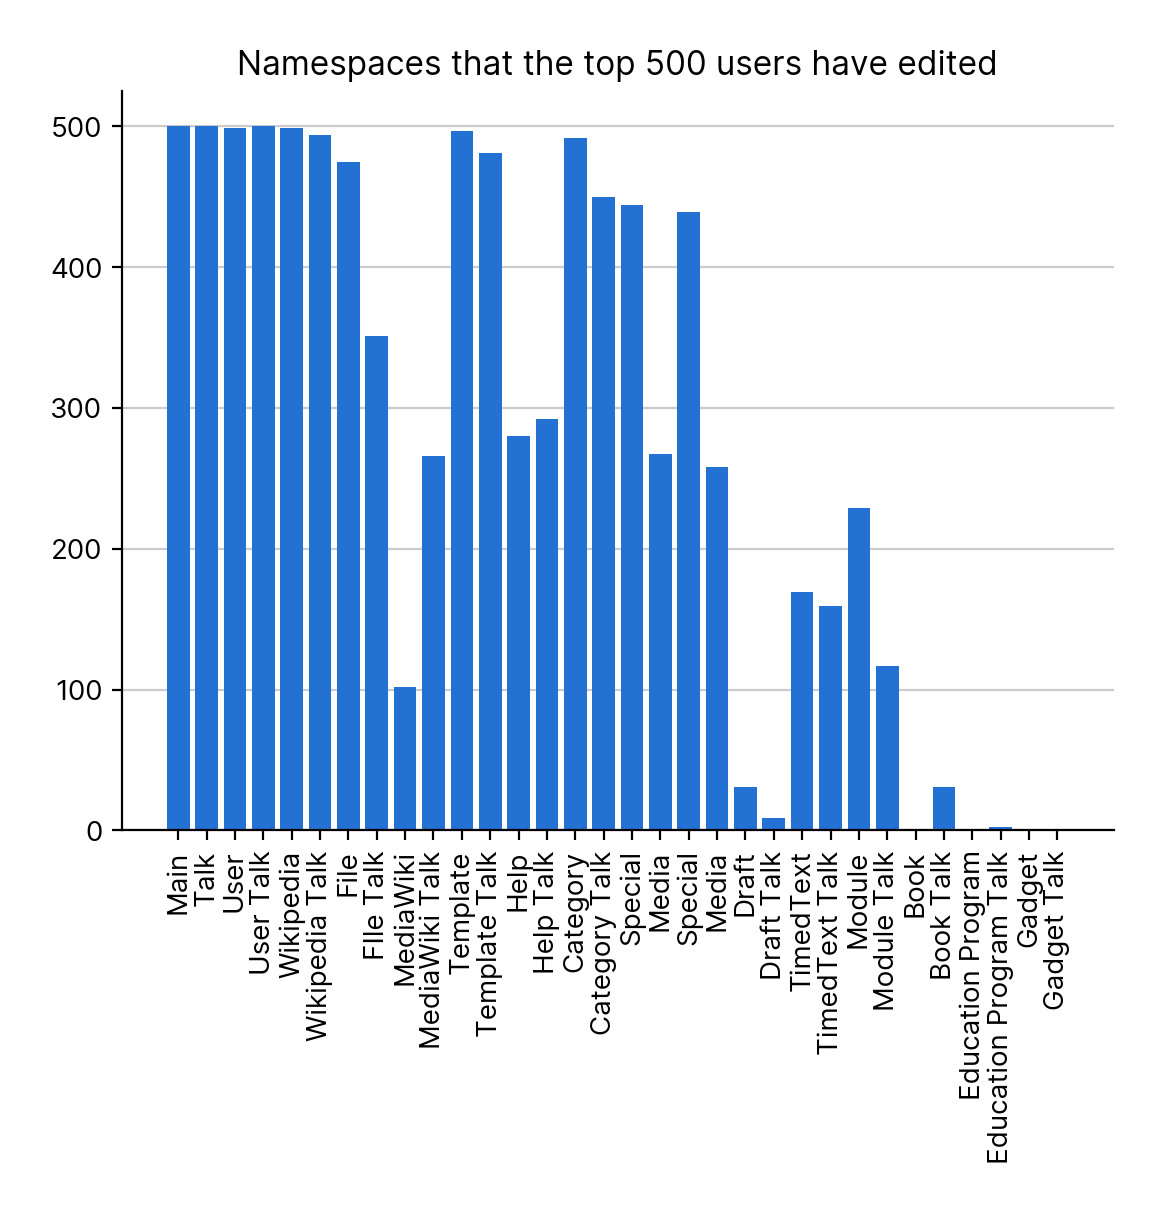 Namespaces that the top 500 users have edited
500
400
300
200
100
0
Main
Talk
User
User Talk
Wikipedia
Wikipedia Talk
File
FIle Talk
MediaWiki
MediaWiki Talk
Template
Template Talk
Help
Help Talk
Category
Category Talk
Special
Media
Special
Media
Draft
Draft Talk
TimedText
TimedText Talk
Module
Module Talk
Book
Book Talk
Education Program
Education Program Talk
Gadget
Gadget Talk